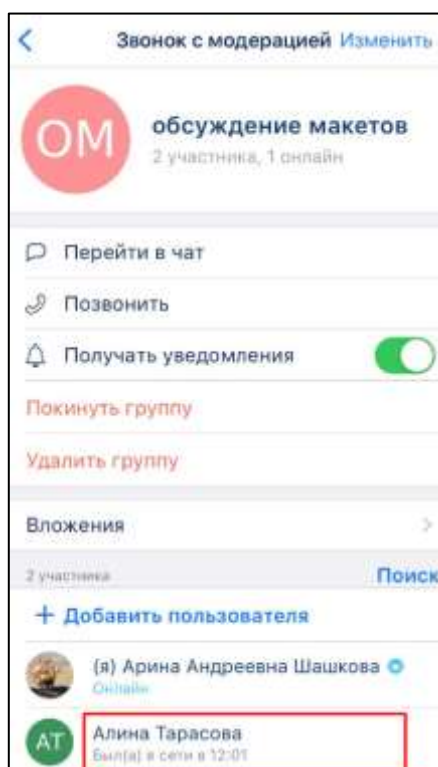 Звонок с модерацией Изменить
ОМ
обсуждение макетов
2 участника, 1 онлайн
Перейти в чат
Позвонить
Получать уведомления
Покинуть группу
Удалить группу
Вложения
2 участника Поиск
+ Добавить пользователя
(я) Арина Андреевна Шашкова
Онлайн
АТ
Алина Тарасова
Был(а) в сети в 12:01